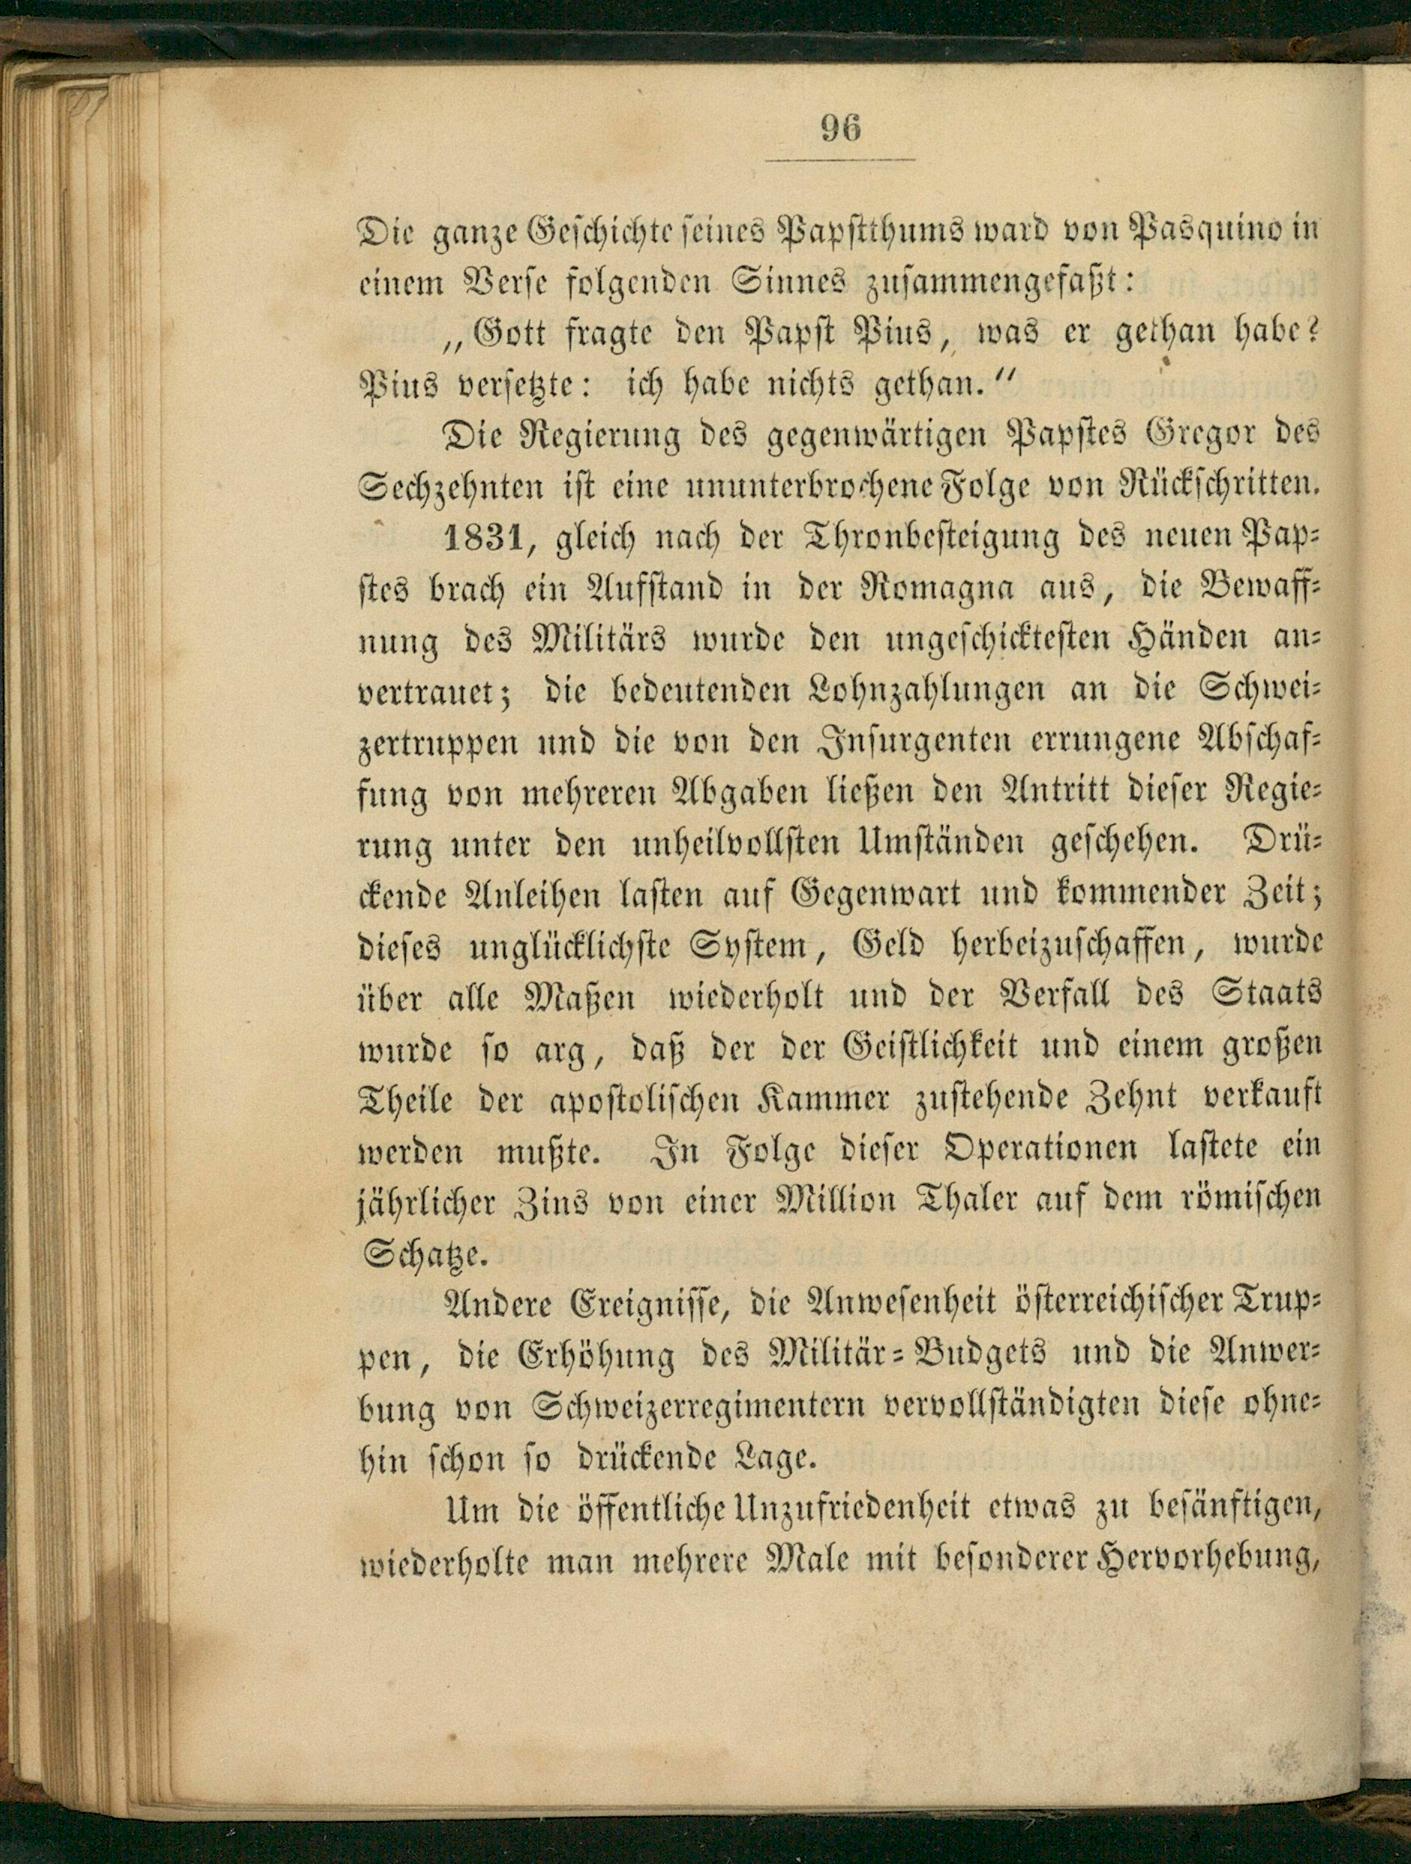 96
Die ganze Geschichte seines Papstthums ward von Pasquino in
einem Verse folgenden Sinnes zusammengefaßt:
„Gott fragte den Papst Pius, was er gethan habe?
Pius versetzte: ich habe nichts gethan.“
Die Regierung des gegenwärtigen Papstes Gregor des
Sechzehnten ist eine ununterbrochene Folge von Rückschritten.
1831, gleich nach der Thronbesteigung des neuen Pap-
stes brach ein Aufstand in der Romagna aus, die Bewaff-
nung des Militärs wurde den ungeschicktesten Händen an-
vertrauet; die bedeutenden Lohnzahlungen an die Schwei-
zertruppen und die von den Insurgenten errungene Abschaf-
fung von mehreren Abgaben ließen den Antritt dieser Regie-
rung unter den unheilvollsten Umständen geschehen. Drü-
ckende Anleihen lasten auf Gegenwart und kommender Zeit;
dieses unglücklichste System, Geld herbeizuschaffen, wurde
über alle Maßen wiederholt und der Verfall des Staats
wurde so arg, daß der der Geistlichkeit und einem großen
Theile der apostolischen Kammer zustehende Zehnt verkauft
werden mußte. In Folge dieser Operationen lastete ein
jährlicher Zins von einer Million Thaler auf dem römischen
Schatze.
Andere Ereignisse, die Anwesenheit österreichischer Trup-
pen, die Erhöhung des Militär-Budgets und die Anwer-
bung von Schweizerregimentern vervollständigten diese ohne-
hin schon so drückende Lage.
Um die öffentliche Unzufriedenheit etwas zu besänftigen,
wiederholte man mehrere Male mit besonderer Hervorhebung,